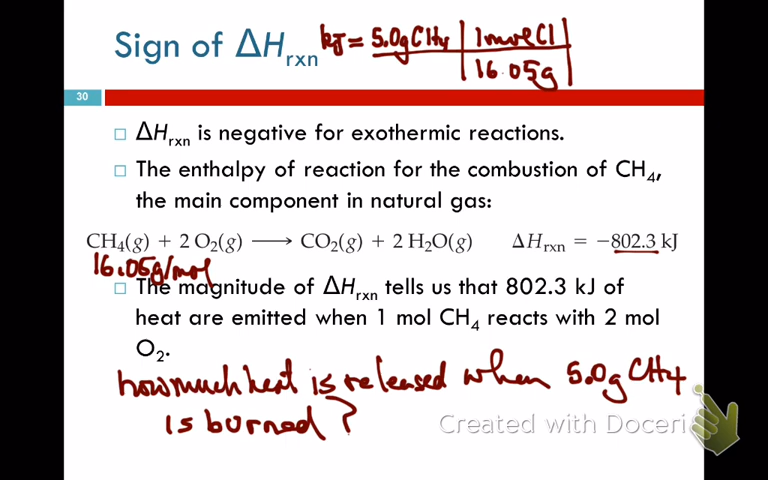 Sign of ΔHrxn kJ = 5.0g CH4 | 1 mol Cl
16.05g
30
ΔHrxn is negative for exothermic reactions.
The enthalpy of reaction for the combustion of CH4,
the main component in natural gas:
CH4(g) + 2 O2(g) ⟶ CO2(g) + 2 H2O(g) ΔHrxn = −802.3 kJ
16.05g/mol
The magnitude of ΔHrxn tells us that 802.3 kJ of
heat are emitted when 1 mol CH4 reacts with 2 mol
O2.
how much heat is released when 5.0g CH4
is burned?
Created with Doceri